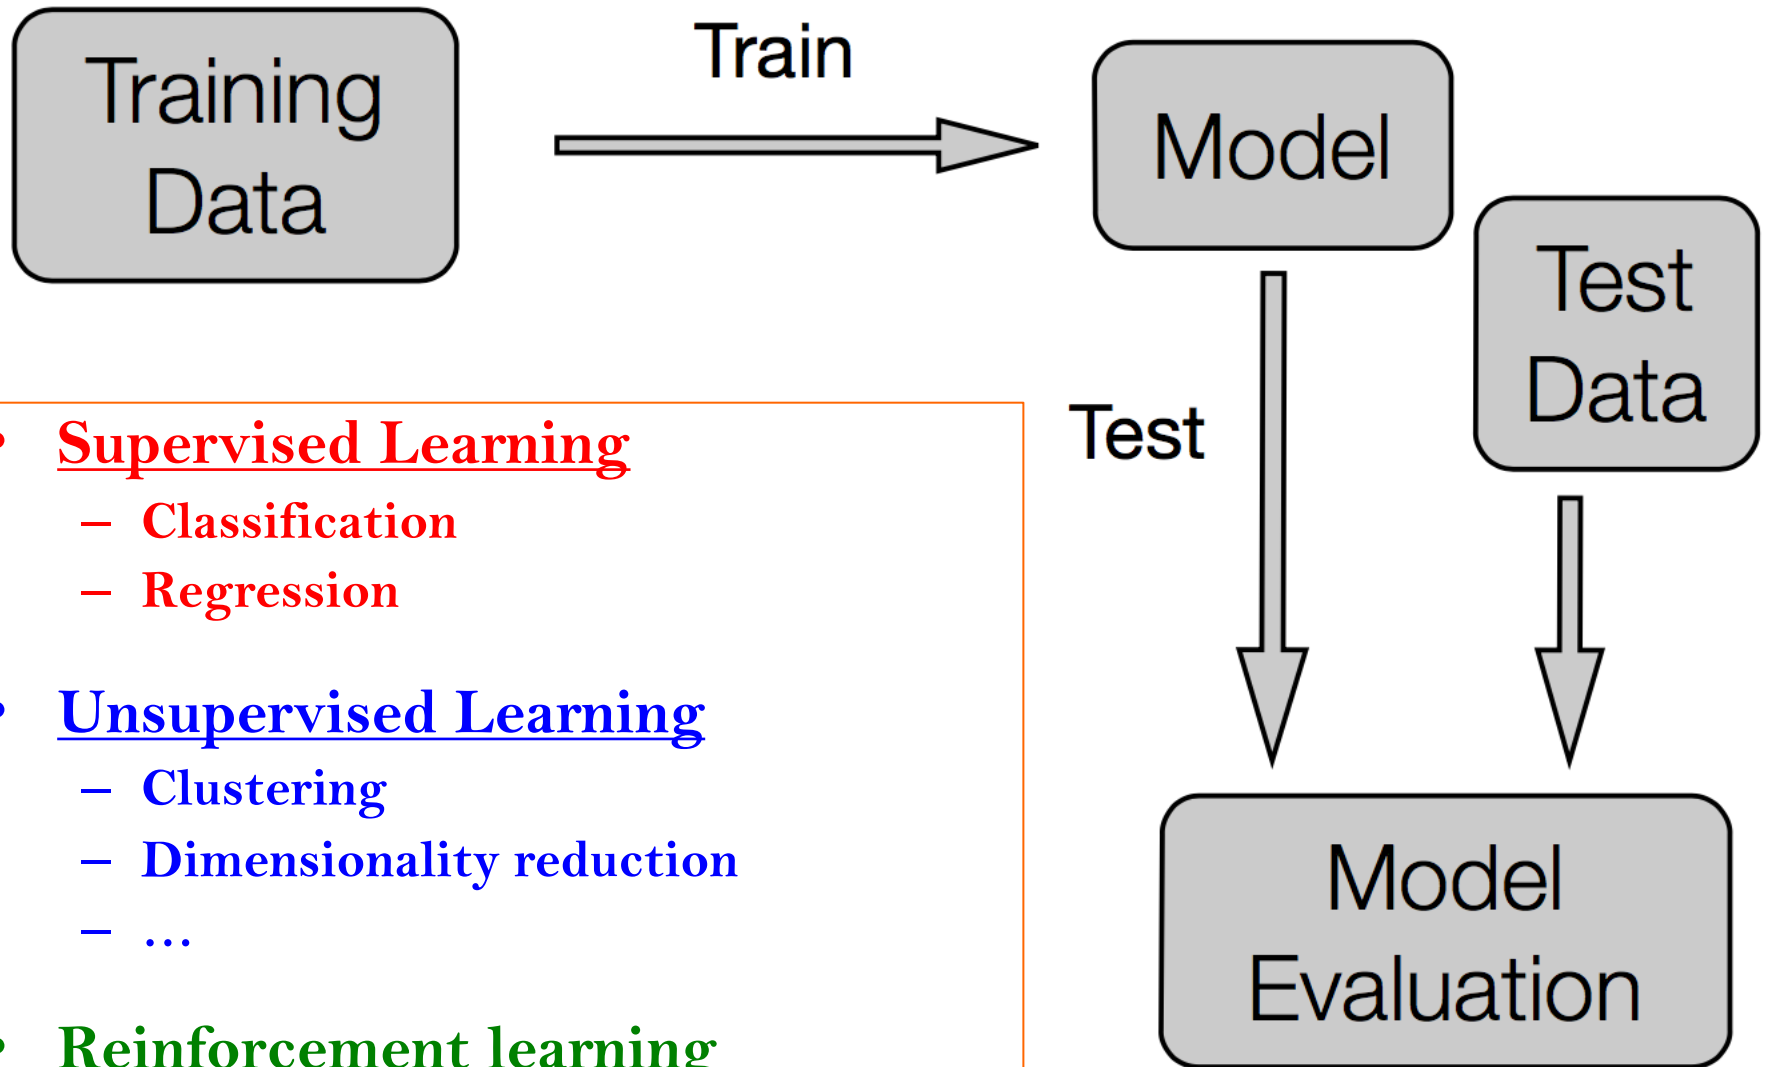 Training
Data
Train
Model
Test
Data
Test
• Supervised Learning
– Classification
– Regression
• Unsupervised Learning
– Clustering
– Dimensionality reduction
– …
• Reinforcement learning
Model
Evaluation